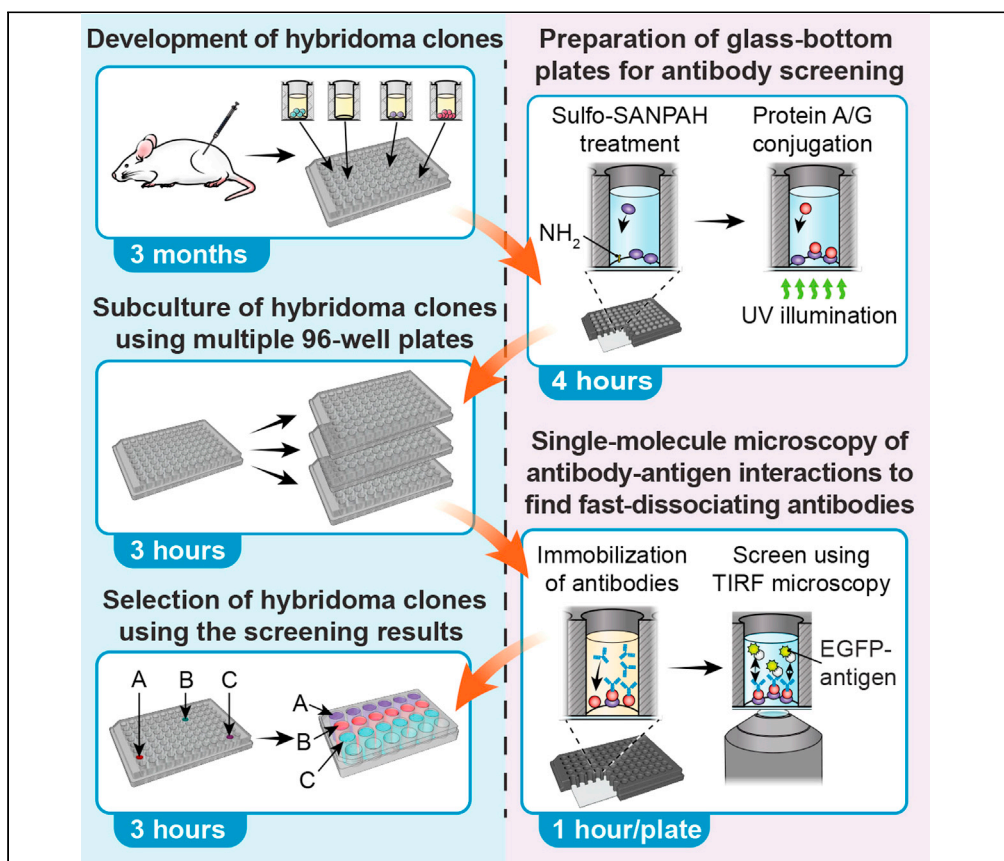 Development of hybridoma clones
3 months
Preparation of glass-bottom
plates for antibody screening
Sulfo-SANPAH
treatment
Protein A/G
conjugation
NH2
UV illumination
4 hours
Subculture of hybridoma clones
using multiple 96-well plates
3 hours
Single-molecule microscopy of
antibody-antigen interactions to
find fast-dissociating antibodies
Immobilization
of antibodies
Screen using
TIRF microscopy
EGFP-
antigen
1 hour/plate
Selection of hybridoma clones
using the screening results
A
B
C
A
B
C
3 hours